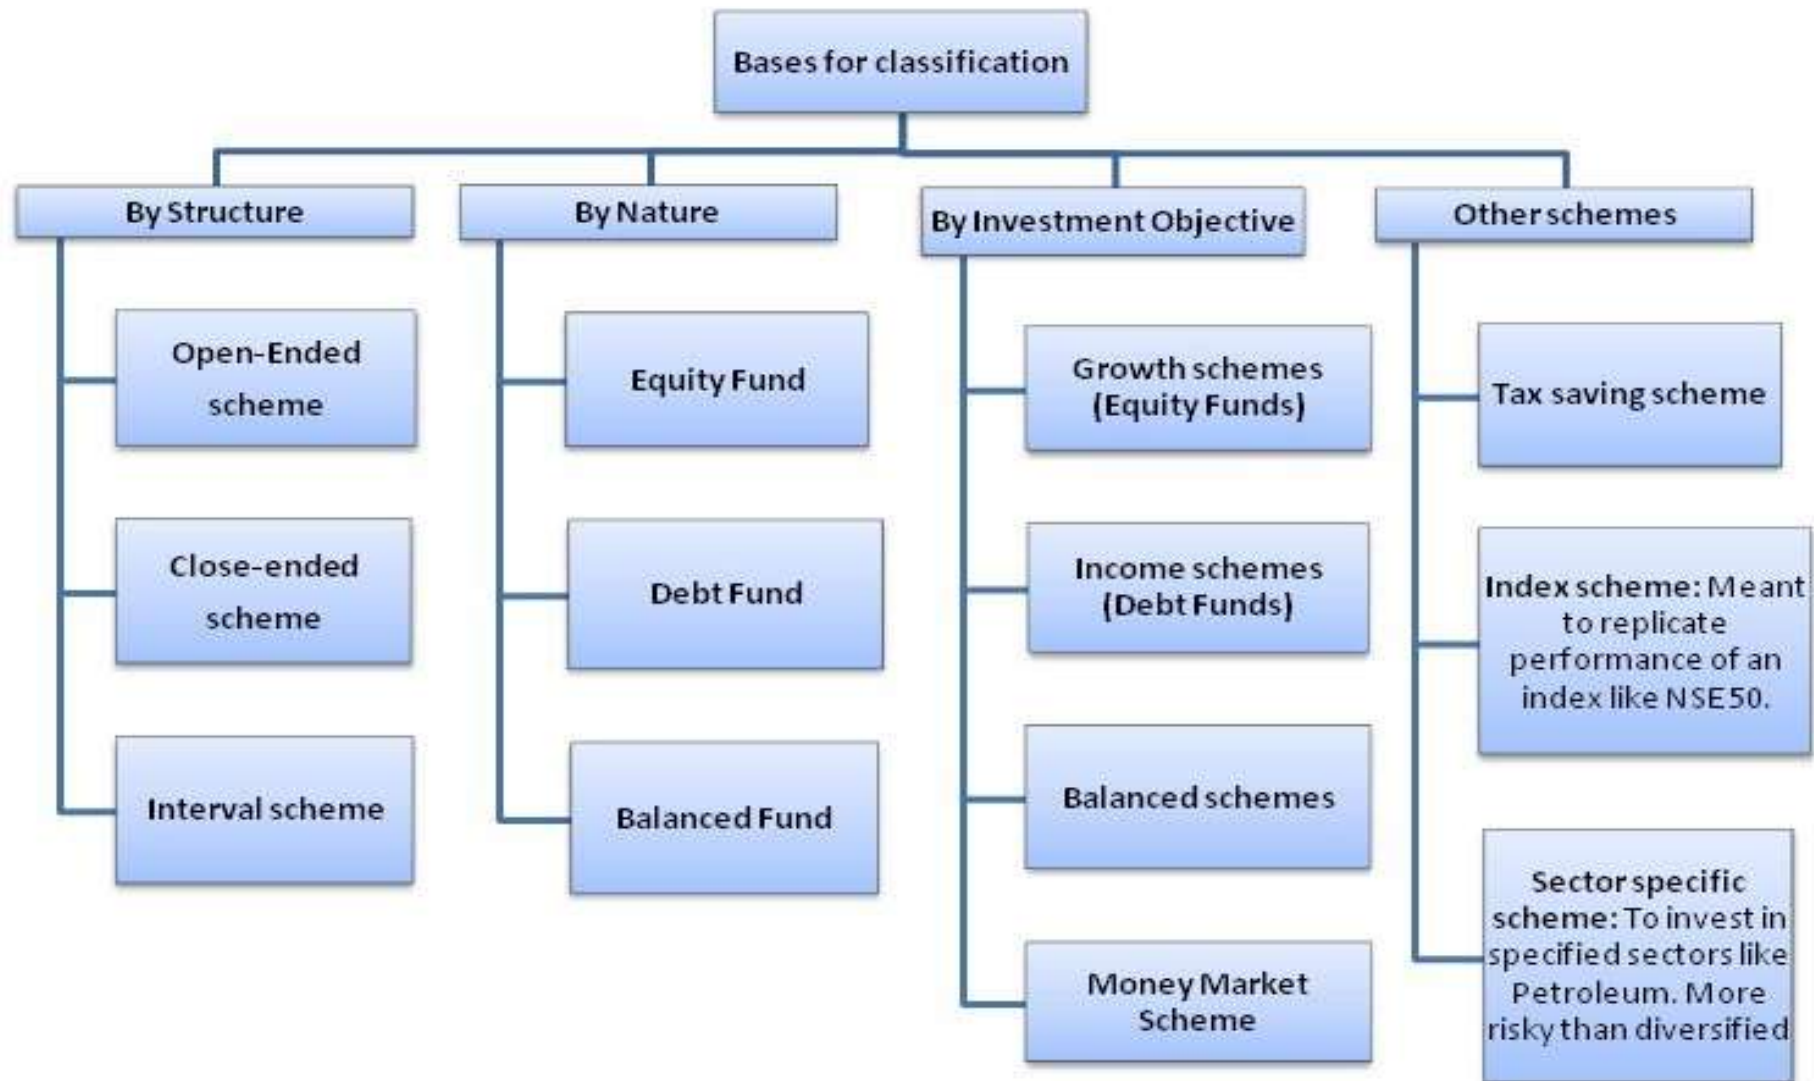 Bases for classification
By Structure
Open-Ended
scheme
Close-ended
scheme
Interval scheme
By Nature
Equity Fund
Debt Fund
Balanced Fund
By Investment Objective
Growth schemes
(Equity Funds)
Income schemes
(Debt Funds)
Balanced schemes
Money Market
Scheme
Other schemes
Tax saving scheme
Index scheme: Meant
to replicate
performance of an
index like NSE50.
Sector specific
scheme: To invest in
specified sectors like
Petroleum. More
risky than diversified